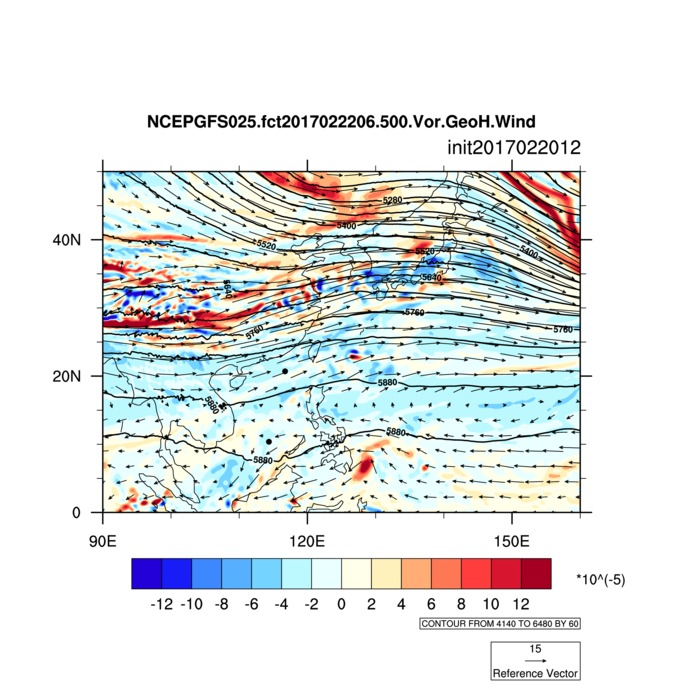 NCEPGFS025.fct2017022206.500.Vor.GeoH.Wind
init2017022012
5280
5400
40N
5520
5520
5400
5640
5640
5760
5760
5760
20N
5880
5880
5880
5880
0
90E 120E 150E
-12 -10 -8 -6 -4 -2 0 2 4 6 8 10 12
*10^(-5)
CONTOUR FROM 4140 TO 6480 BY 60
15
Reference Vector